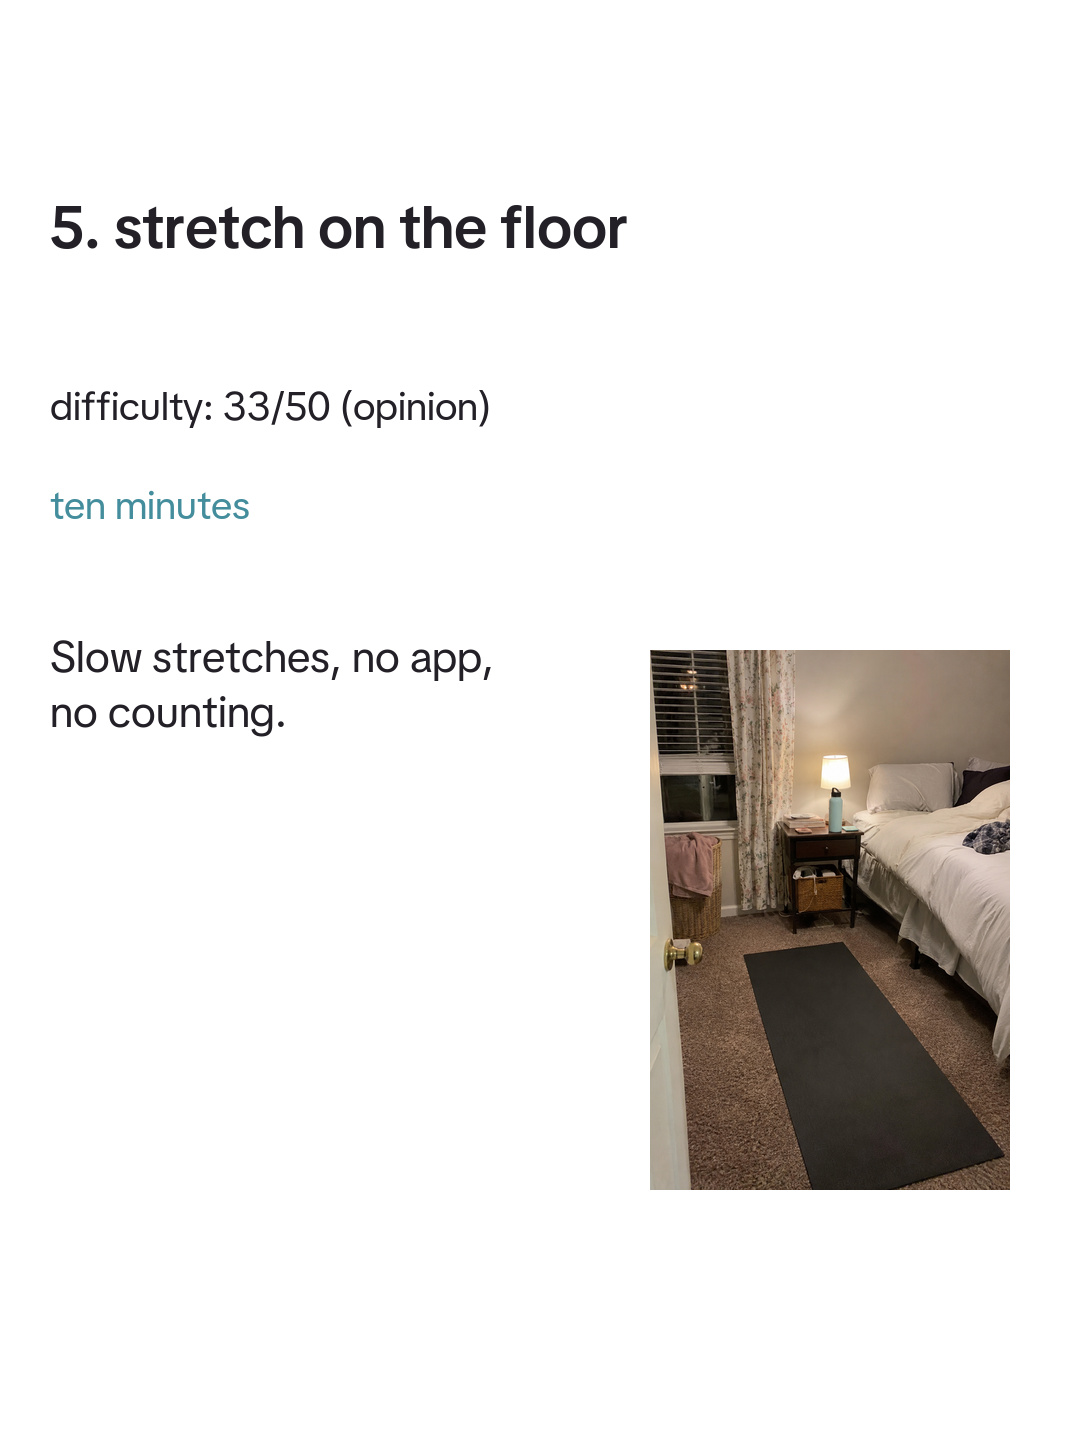 5. stretch on the floor
difficulty: 33/50 (opinion)
ten minutes
Slow stretches, no app,
no counting.